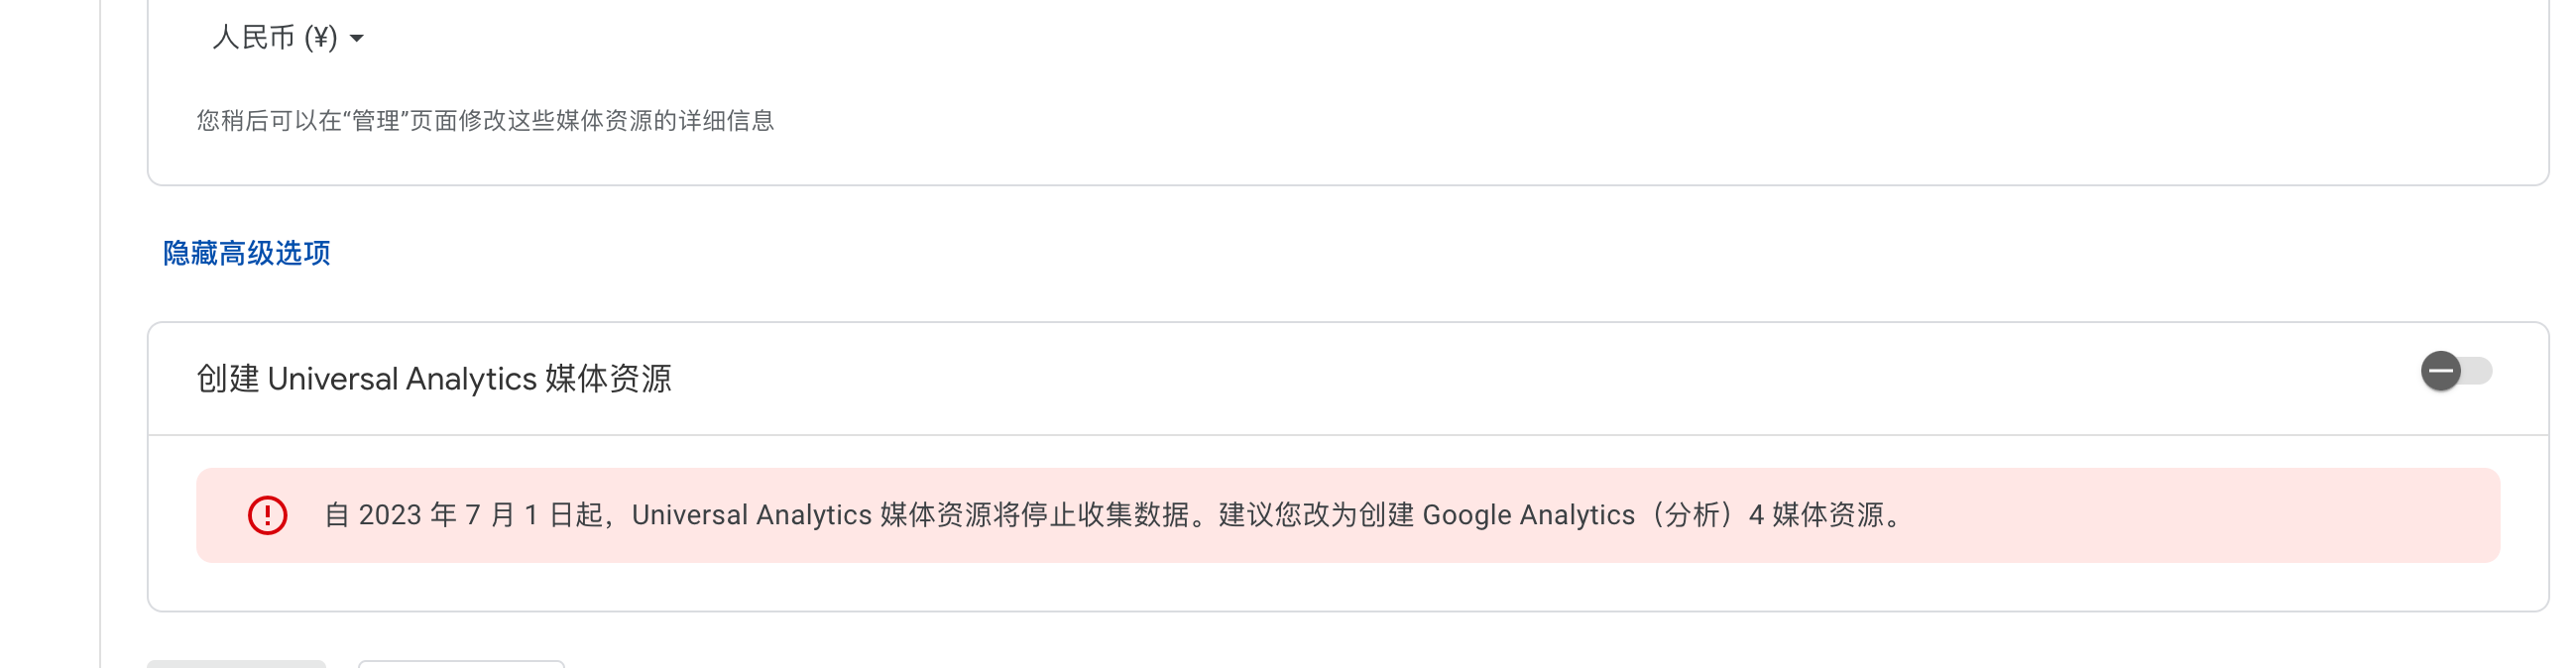 人民币 (¥)
您稍后可以在“管理”页面修改这些媒体资源的详细信息
隐藏高级选项
创建 Universal Analytics 媒体资源
自 2023 年 7 月 1 日起，Universal Analytics 媒体资源将停止收集数据。建议您改为创建 Google Analytics（分析）4 媒体资源。